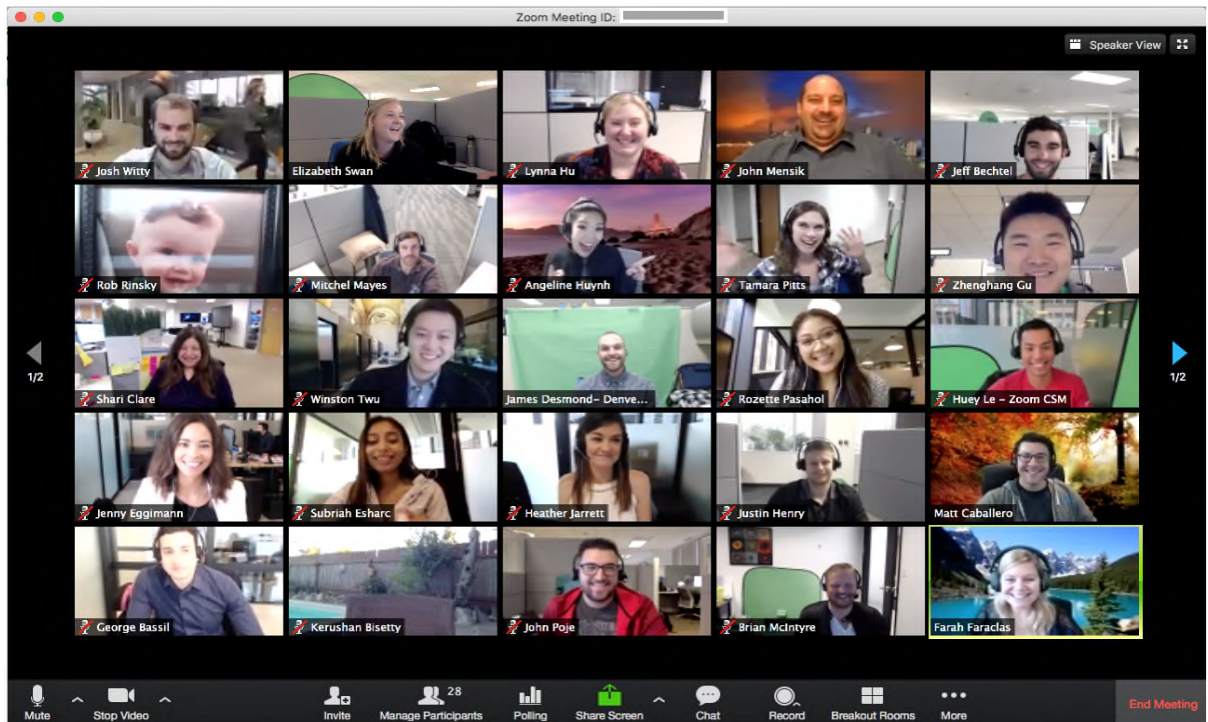 Zoom Meeting ID:
Speaker View
Josh Witty
Elizabeth Swan
Lynna Hu
John Mensik
Jeff Bechtel
Rob Rinsky
Mitchel Mayes
Angeline Huynh
Tamara Pitts
Zhenghang Gu
1/2
Shari Clare
Winston Twu
James Desmond- Denve...
Rozette Pasahol
Huey Le - Zoom CSM
1/2
Jenny Eggimann
Subriah Esharc
Heather Jarrett
Justin Henry
Matt Caballero
George Bassil
Kerushan Bisetty
John Poje
Brian McIntyre
Farah Faraclas
Mute
Stop Video
Invite
28
Manage Participants
Polling
Share Screen
Chat
Record
Breakout Rooms
More
End Meeting